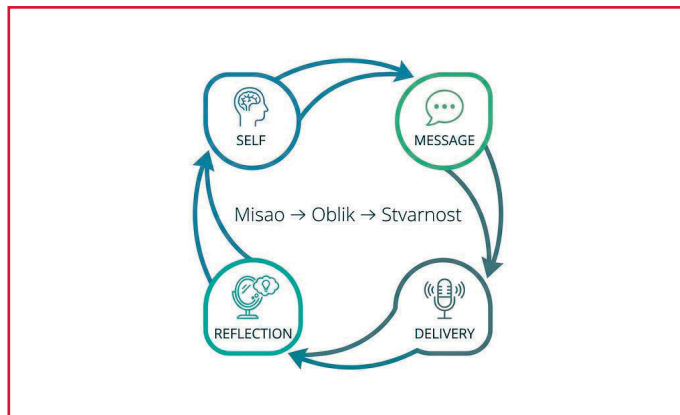 SELF
MESSAGE
Misao → Oblik → Stvarnost
REFLECTION
DELIVERY